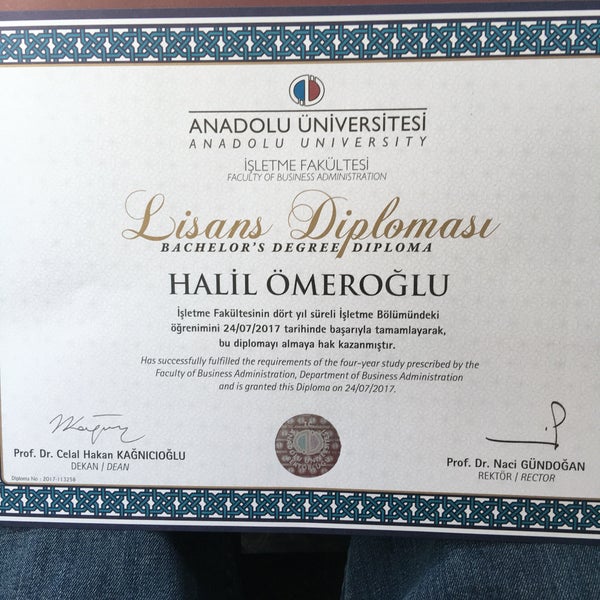 ANADOLU ÜNİVERSİTESİ
ANADOLU UNIVERSITY
İŞLETME FAKÜLTESİ
FACULTY OF BUSINESS ADMINISTRATION
Lisans Diploması
BACHELOR'S DEGREE DIPLOMA
HALİL ÖMEROĞLU
İşletme Fakültesinin dört yıl süreli İşletme Bölümündeki
öğrenimini 24/07/2017 tarihinde başarıyla tamamlayarak,
bu diplomayı almaya hak kazanmıştır.
Has successfully fulfilled the requirements of the four-year study prescribed by the
Faculty of Business Administration, Department of Business Administration
and is granted this Diploma on 24/07/2017.
Prof. Dr. Celal Hakan KAĞNICIOĞLU
DEKAN / DEAN
Prof. Dr. Naci GÜNDOĞAN
REKTÖR / RECTOR
Diploma No : 2017-113258